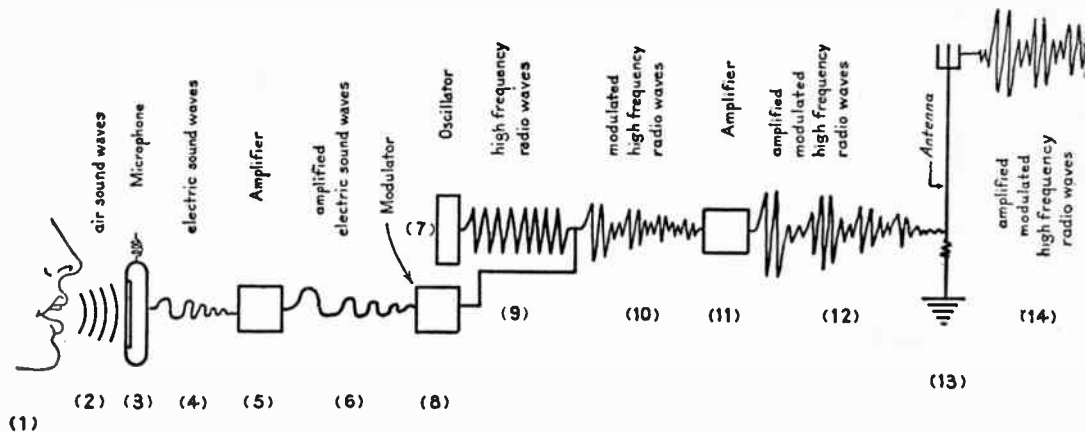 air sound waves
Microphone
electric sound waves
Amplifier
amplified
electric sound waves
Modulator
Oscillator
high frequency
radio waves
modulated
high frequency
radio waves
Amplifier
amplified
modulated
high frequency
radio waves
Antenna
amplified
modulated
high frequency
radio waves
(1)
(2)
(3)
(4)
(5)
(6)
(7)
(8)
(9)
(10)
(11)
(12)
(13)
(14)